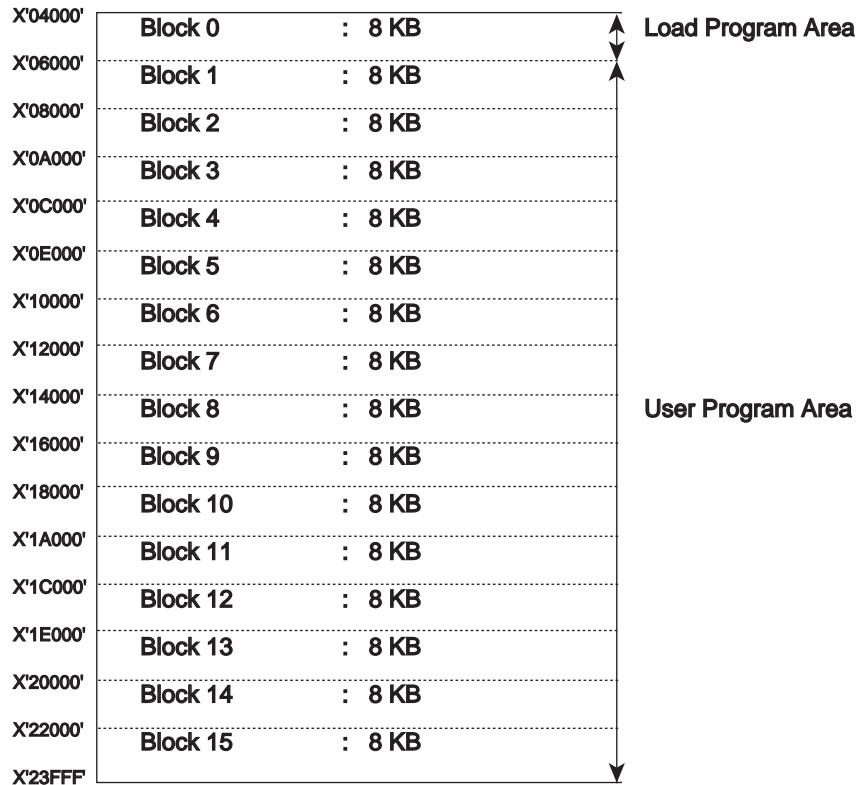 X'04000'
Block 0 : 8 KB
Load Program Area
X'06000'
Block 1 : 8 KB
X'08000'
Block 2 : 8 KB
X'0A000'
Block 3 : 8 KB
X'0C000'
Block 4 : 8 KB
X'0E000'
Block 5 : 8 KB
X'10000'
Block 6 : 8 KB
X'12000'
Block 7 : 8 KB
X'14000'
Block 8 : 8 KB
User Program Area
X'16000'
Block 9 : 8 KB
X'18000'
Block 10 : 8 KB
X'1A000'
Block 11 : 8 KB
X'1C000'
Block 12 : 8 KB
X'1E000'
Block 13 : 8 KB
X'20000'
Block 14 : 8 KB
X'22000'
Block 15 : 8 KB
X'23FFF'